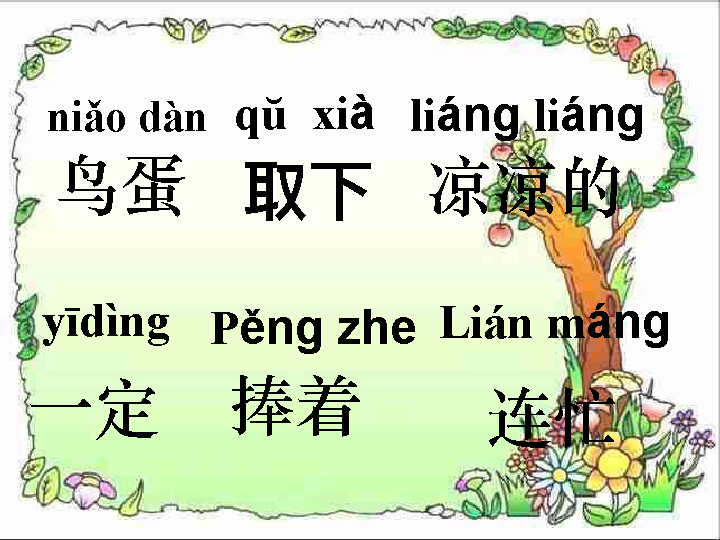 niǎo dàn qŭ xià liáng liáng
鸟蛋 取下 凉凉的
yīdìng Pěng zhe Lián máng
一定 捧着 连忙